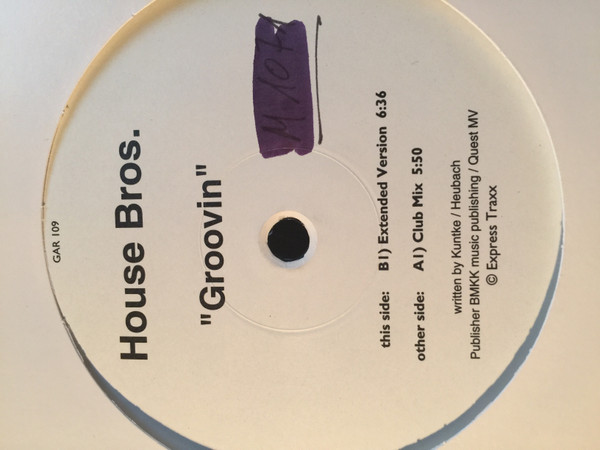 GAR 109
House Bros.
"Groovin"
this side: B1) Extended Version 6:36
other side: A1) Club Mix 5:50
written by Kuntke / Heubach
Publisher BMKK music publishing / Quest MV
© Express Traxx